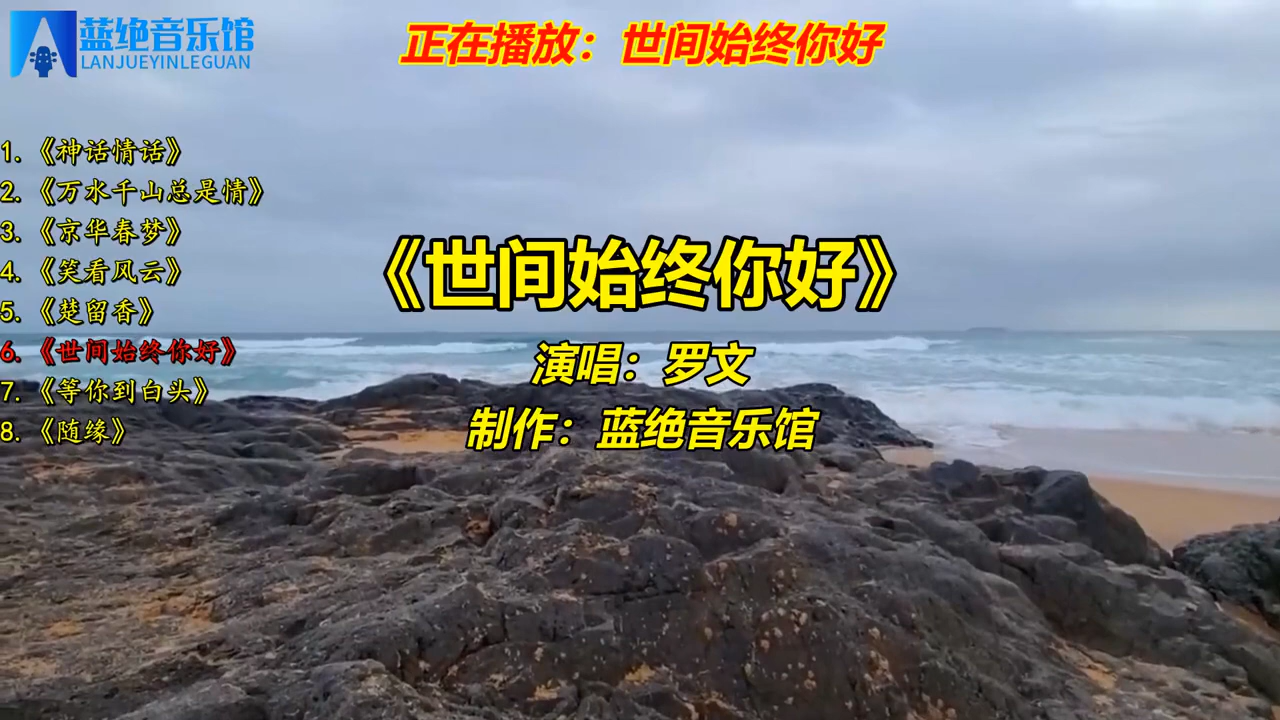 蓝绝音乐馆
LANJUEYINLEGUAN
正在播放：世间始终你好
1.《神话情话》
2.《万水千山总是情》
3.《京华春梦》
4.《笑看风云》
5.《楚留香》
6.《世间始终你好》
7.《等你到白头》
8.《随缘》
《世间始终你好》
演唱：罗文
制作：蓝绝音乐馆